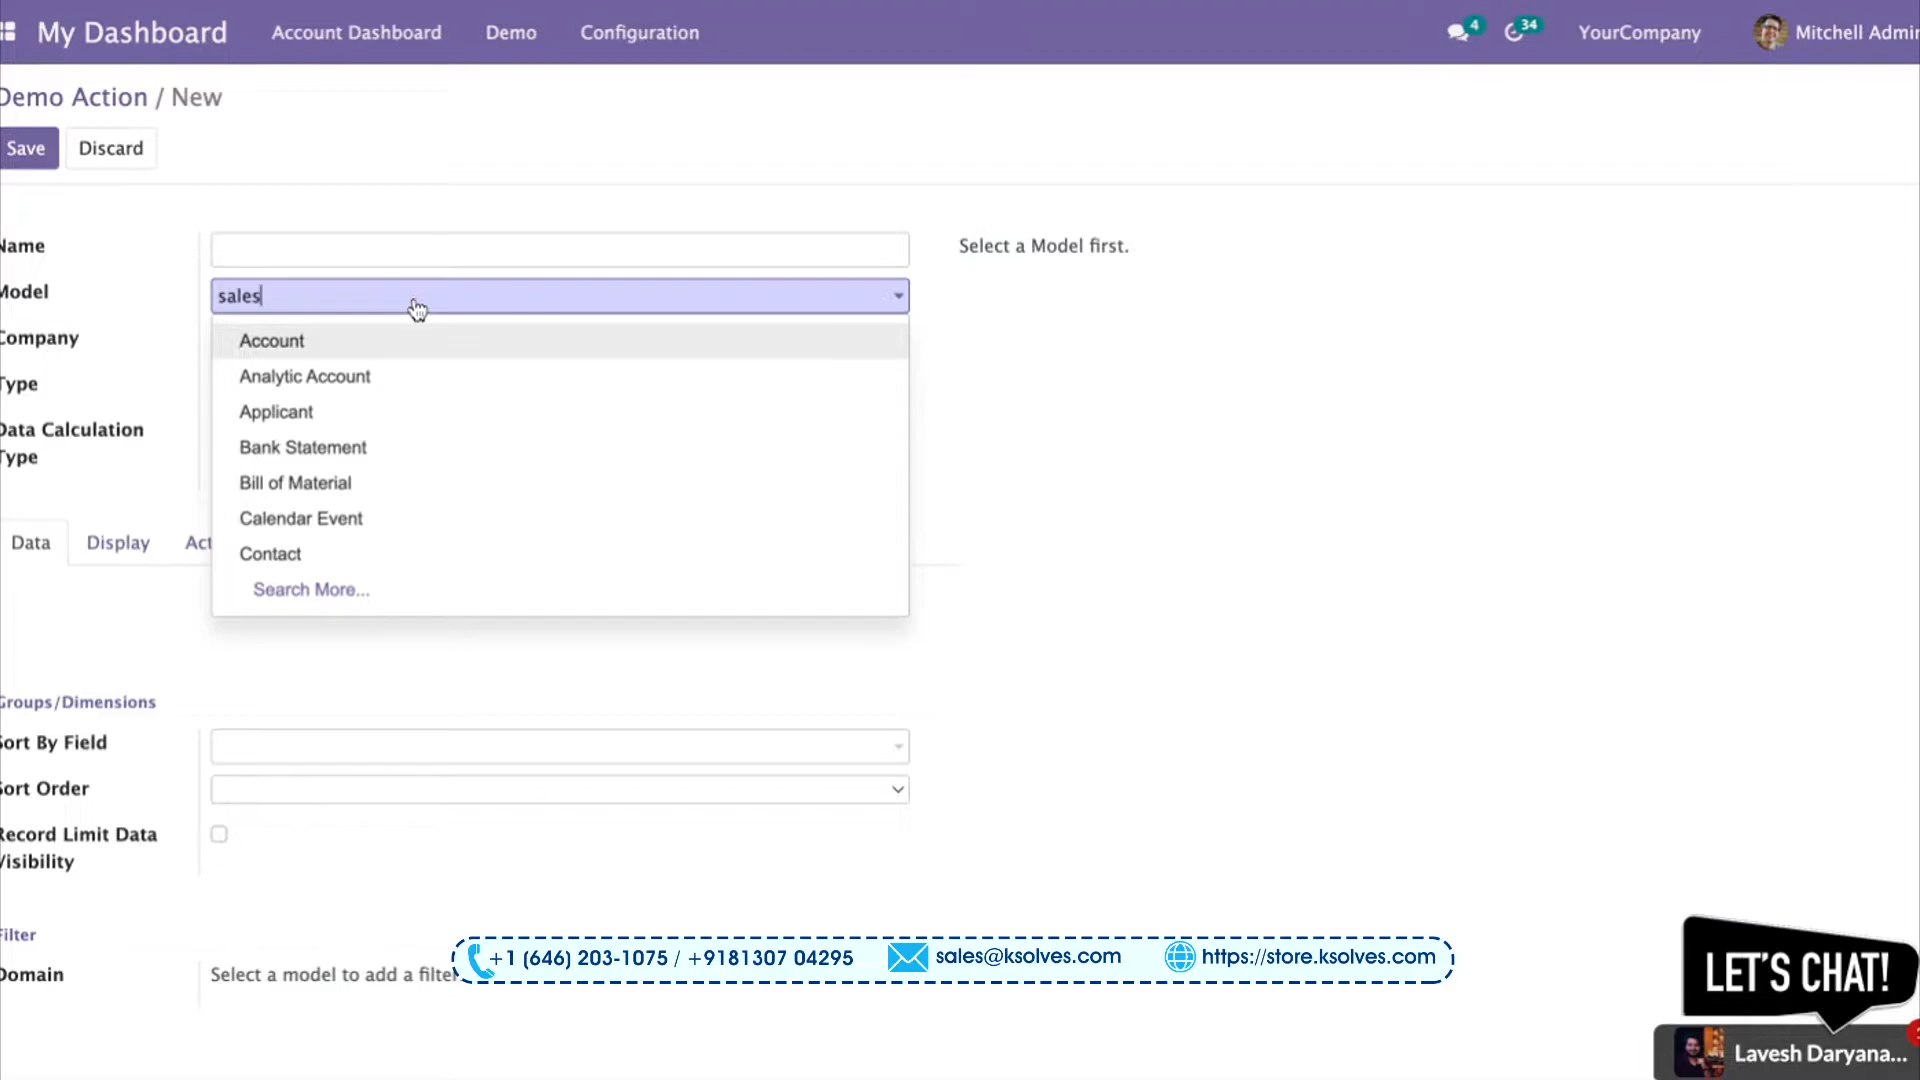 My Dashboard Account Dashboard Demo Configuration 4 34 YourCompany Mitchell Admin
Demo Action / New
Save Discard
Name
Select a Model first.
Model sales
Company
Type
Data Calculation
Type
Account
Analytic Account
Applicant
Bank Statement
Bill of Material
Calendar Event
Contact
Search More...
Data Display Act
Groups/Dimensions
Sort By Field
Sort Order
Record Limit Data
Visibility
Filter
Domain Select a model to add a filter
+1 (646) 203-1075 / +9181307 04295 sales@ksolves.com https://store.ksolves.com
LET'S CHAT!
Lavesh Daryana...